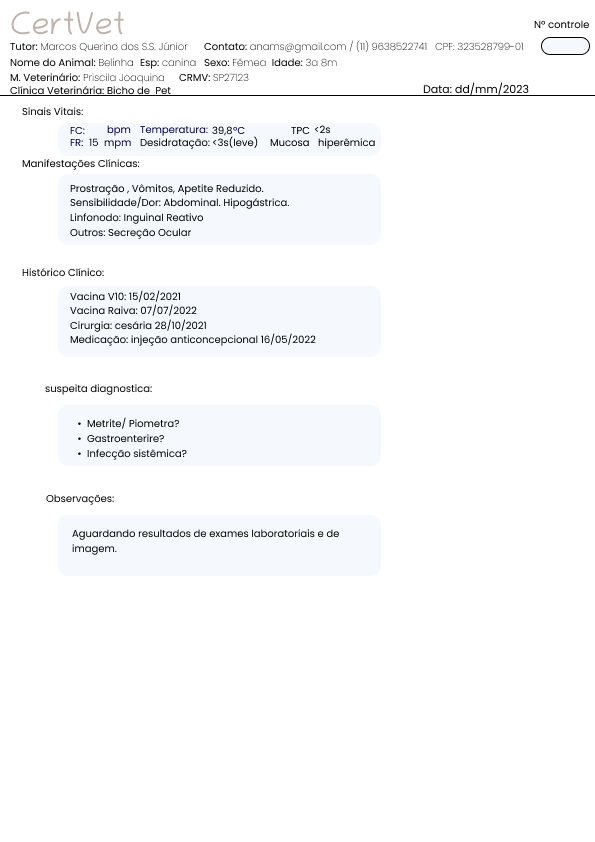 CertVet
Nº controle
Tutor: Marcos Querino dos S.S. Júnior Contato: anams@gmail.com / (11) 9638522741 CPF: 323528799-01
Nome do Animal: Belinha Esp: canina Sexo: Fêmea Idade: 3a 8m
M. Veterinário: Priscila Joaquina CRMV: SP27123
Clínica Veterinária: Bicho de Pet Data: dd/mm/2023
Sinais Vitais:
FC: bpm Temperatura: 39,8ºC TPC <2s
FR: 15 mpm Desidratação: <3s(leve) Mucosa hiperêmica
Manifestações Clínicas:
Prostração , Vômitos, Apetite Reduzido.
Sensibilidade/Dor: Abdominal. Hipogástrica.
Linfonodo: Inguinal Reativo
Outros: Secreção Ocular
Histórico Clínico:
Vacina V10: 15/02/2021
Vacina Raiva: 07/07/2022
Cirurgia: cesária 28/10/2021
Medicação: injeção anticoncepcional 16/05/2022
suspeita diagnostica:
• Metrite/ Piometra?
• Gastroenterire?
• Infecção sistêmica?
Observações:
Aguardando resultados de exames laboratoriais e de
imagem.